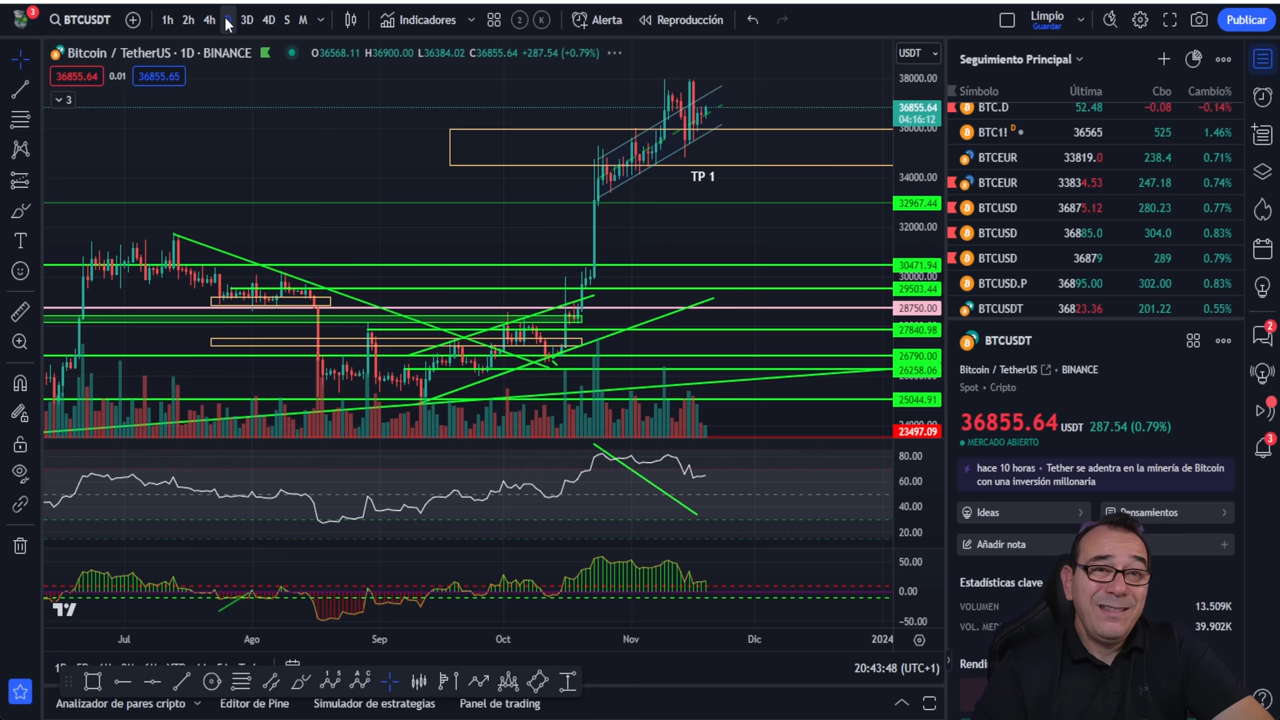 3
BTCUSDT
1h 2h 4h D 3D 4D S M
Indicadores
2 K
Alerta
Reproducción
Limpio
Guardar
Publicar
Bitcoin / TetherUS · 1D · BINANCE
O36568.11 H36900.00 L36384.02 C36855.64 +287.54 (+0.79%)
36855.64 0.01 36855.65
3
USDT
38000.00
36855.64
04:16:12
36000.00
34000.00
32967.44
32000.00
30471.94
30000.00
29503.44
28750.00
27840.98
26790.00
26258.06
25044.91
23497.09
TP 1
80.00
60.00
40.00
20.00
50.00
0.00
−50.00
Jul Ago Sep Oct Nov Dic 2024
20:43:48 (UTC+1)
Analizador de pares cripto
Editor de Pine
Simulador de estrategias
Panel de trading
Seguimiento Principal
Símbolo Última Cbo Cambio%
BTC.D 52.48 −0.08 −0.14%
BTC1! D 36565 525 1.46%
BTCEUR 33819.0 238.4 0.71%
BTCEUR 33834.53 247.18 0.74%
BTCUSD 36875.12 280.23 0.77%
BTCUSD 36885.0 304.0 0.83%
BTCUSD 36879 289 0.79%
BTCUSD.P 36895.00 302.00 0.83%
BTCUSDT 36823.36 201.22 0.55%
BTCUSDT
Bitcoin / TetherUS BINANCE
Spot • Cripto
36855.64 USDT 287.54 (0.79%)
MERCADO ABIERTO
hace 10 horas • Tether se adentra en la minería de Bitcoin
con una inversión millonaria
Ideas
Pensamientos
Añadir nota
Estadísticas clave
VOLUMEN 13.509K
39.902K
2
3